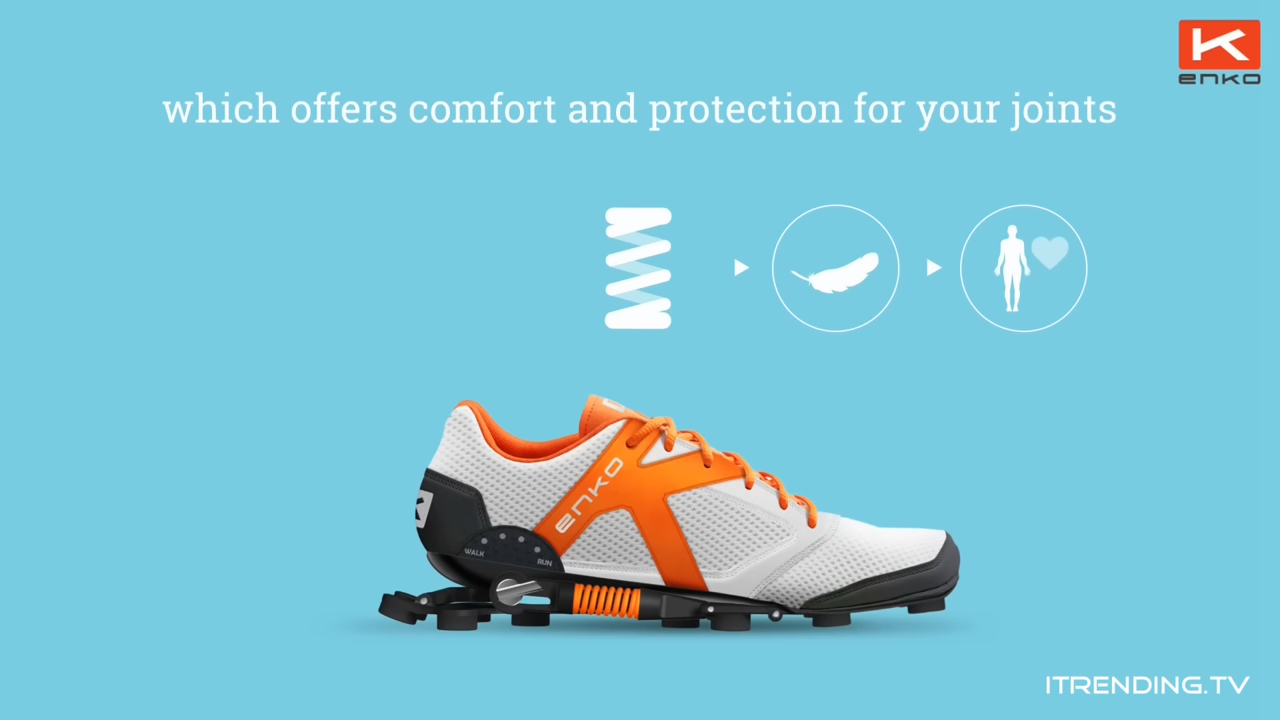 K
enko
which offers comfort and protection for your joints
enko
K
WALK
RUN
ITRENDING.TV